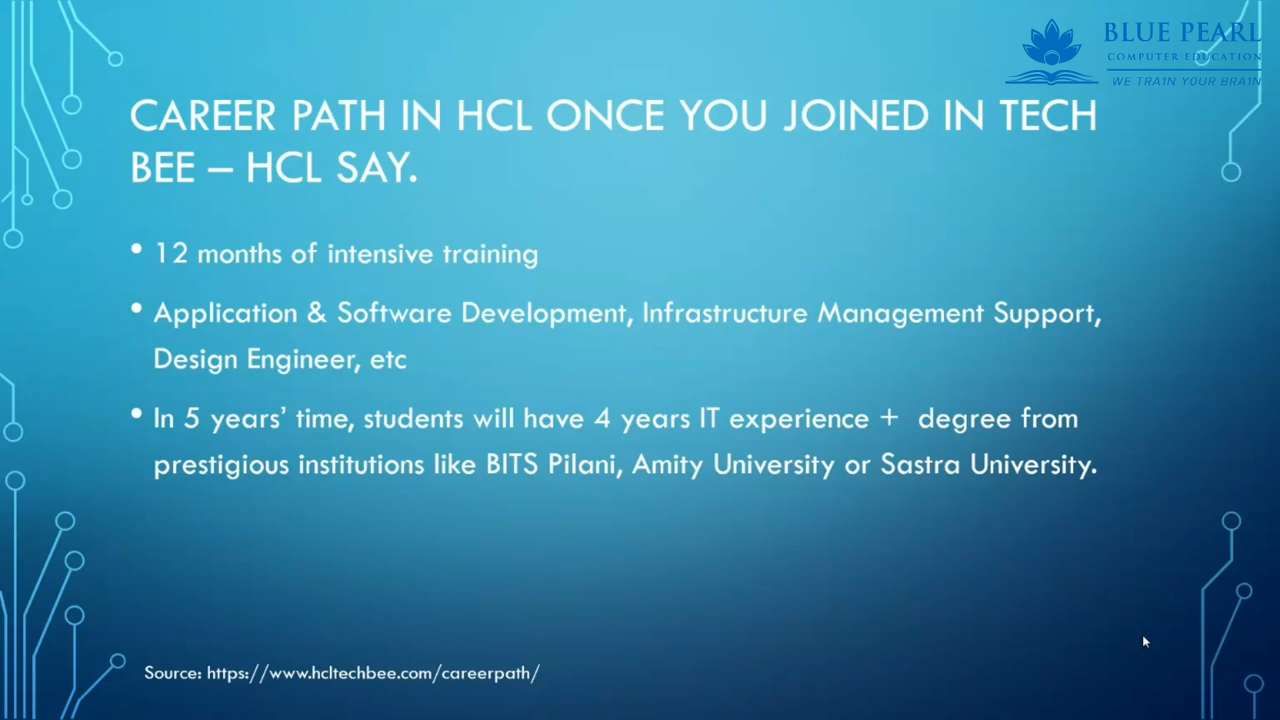 BLUE PEARL
COMPUTER EDUCATION
WE TRA1N YOUR BRA1N
CAREER PATH IN HCL ONCE YOU JOINED IN TECH
BEE – HCL SAY.
• 12 months of intensive training
• Application & Software Development, Infrastructure Management Support,
Design Engineer, etc
• In 5 years’ time, students will have 4 years IT experience +  degree from
prestigious institutions like BITS Pilani, Amity University or Sastra University.
Source: https://www.hcltechbee.com/careerpath/